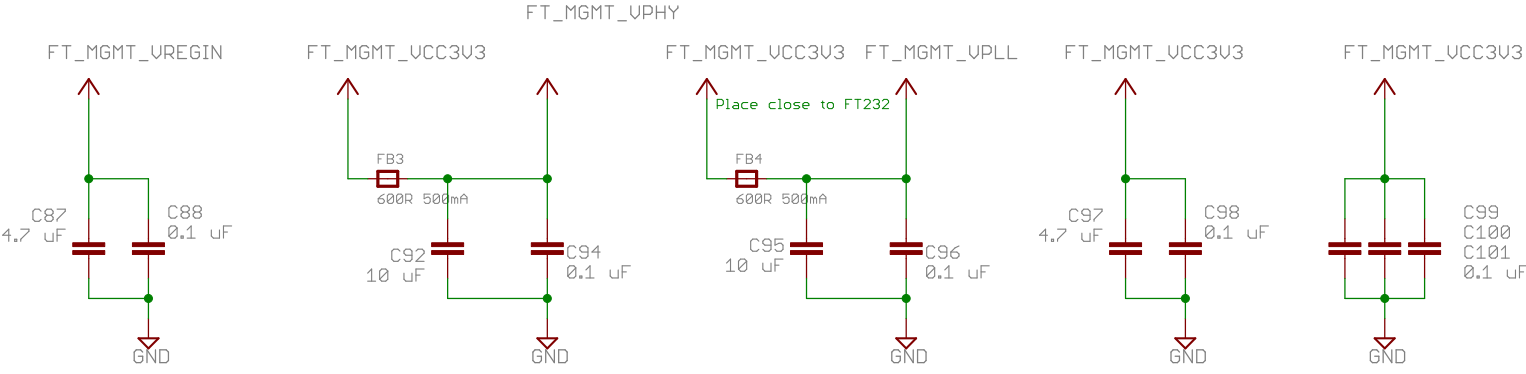 FT_MGMT_VPHY
FT_MGMT_VREGIN
FT_MGMT_VCC3V3
FT_MGMT_VCC3V3
FT_MGMT_VPLL
FT_MGMT_VCC3V3
FT_MGMT_VCC3V3
Place close to FT232
FB3
600R 500mA
FB4
600R 500mA
C87
4.7 uF
C88
0.1 uF
C92
10 uF
C94
0.1 uF
C95
10 uF
C96
0.1 uF
C97
4.7 uF
C98
0.1 uF
C99
C100
C101
0.1 uF
GND
GND
GND
GND
GND